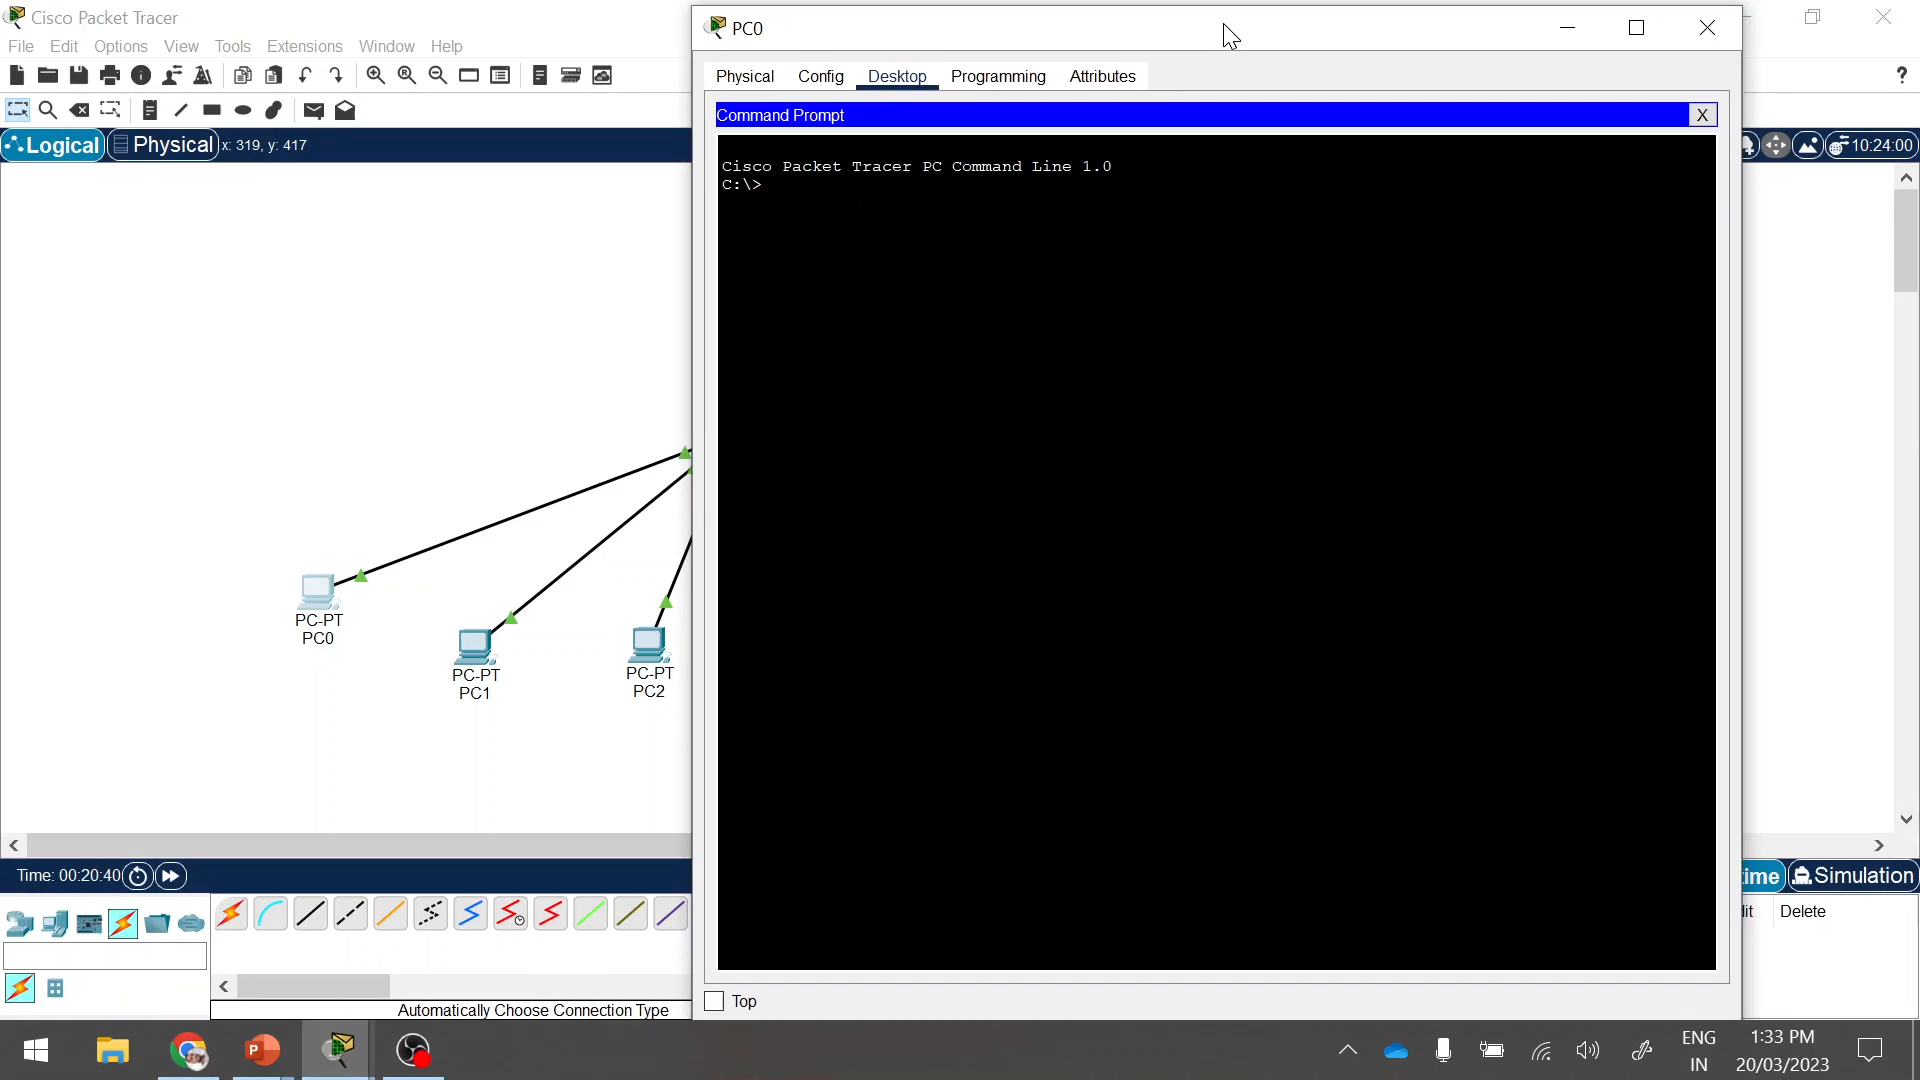 Cisco Packet Tracer
File Edit Options View Tools Extensions Window Help
Logical Physical x: 319, y: 417
PC0
Physical Config Desktop Programming Attributes
Command Prompt
X
Cisco Packet Tracer PC Command Line 1.0
C:\>
?
10:24:00
PC-PT
PC0
PC-PT
PC1
PC-PT
PC2
Time: 00:20:40
Simulation
Delete
Automatically Choose Connection Type
Top
ENG
IN
1:33 PM
20/03/2023